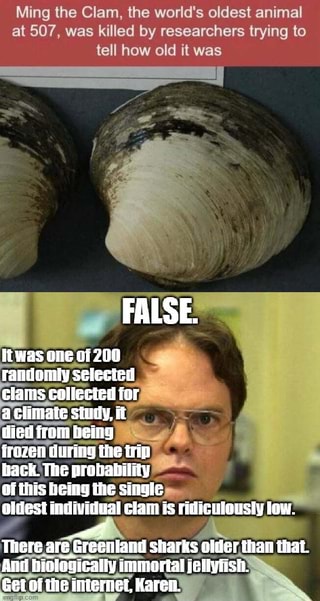 Ming the Clam, the world's oldest animal
at 507, was killed by researchers trying to
tell how old it was
FALSE.
It was one of 200
randomly selected
clams collected for
a climate study, it
died from being
frozen during the trip
back. The probability
of this being the single
oldest individual clam is ridiculously low.
There are Greenland sharks older than that.
And biologically immortal jellyfish.
Get of the internet, Karen.
imgflip.com